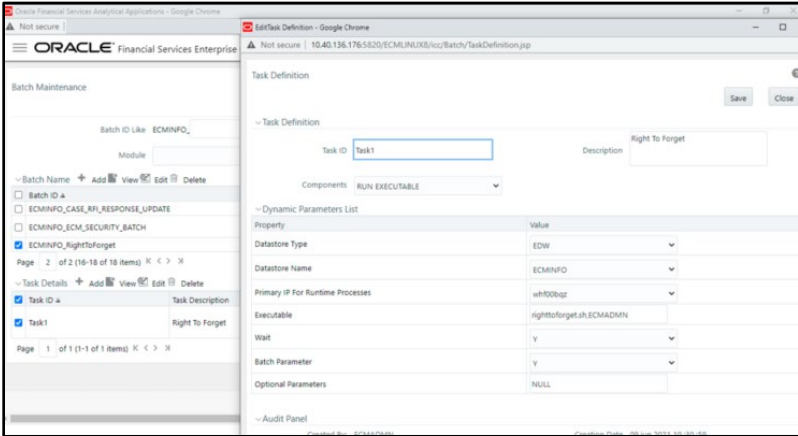 Oracle Financial Services Analytical Applications - Google Chrome
Not secure
ORACLE Financial Services Enterprise
Batch Maintenance
Batch ID Like ECMINFO_
Module
Batch Name Add View Edit Delete
Batch ID
ECMINFO_CASE_RFI_RESPONSE_UPDATE
ECMINFO_ECM_SECURITY_BATCH
ECMINFO_RightToForget
Page 2 of 2 (16-18 of 18 items)
Task Details Add View Edit Delete
Task ID Task Description
Task1 Right To Forget
Page 1 of 1 (1-1 of 1 items)
EditTask Definition - Google Chrome
Not secure 10.40.136.176:5820/ECMLINUX8/icc/Batch/TaskDefinition.jsp
Task Definition
Save Close
Task Definition
Task ID Task1 Description Right To Forget
Components RUN EXECUTABLE
Dynamic Parameters List
Property Value
Datastore Type EDW
Datastore Name ECMINFO
Primary IP For Runtime Processes whf00bqz
Executable righttoforget.sh,ECMADMN
Wait Y
Batch Parameter Y
Optional Parameters NULL
Audit Panel
Created By ECMADMN Creation Date